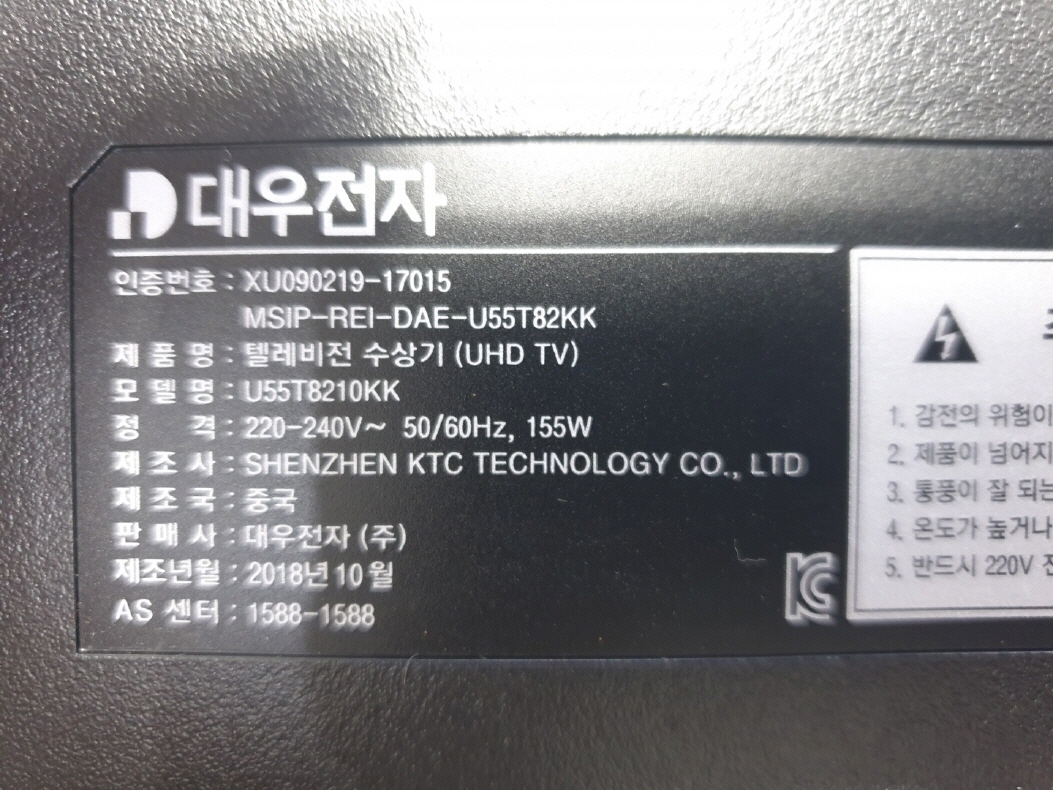 대우전자
인증번호 : XU090219-17015
MSIP-REI-DAE-U55T82KK
제 품 명 : 텔레비전 수상기 (UHD TV)
모 델 명 : U55T8210KK
정 격 : 220-240V~ 50/60Hz, 155W
제 조 사 : SHENZHEN KTC TECHNOLOGY CO., LTD
제 조 국 : 중국
판 매 사 : 대우전자 (주)
제조년월 : 2018년 10월
AS 센터 : 1588-1588
1. 감전의 위험이
2. 제품이 넘어지
3. 통풍이 잘 되는
4. 온도가 높거나
5. 반드시 220V